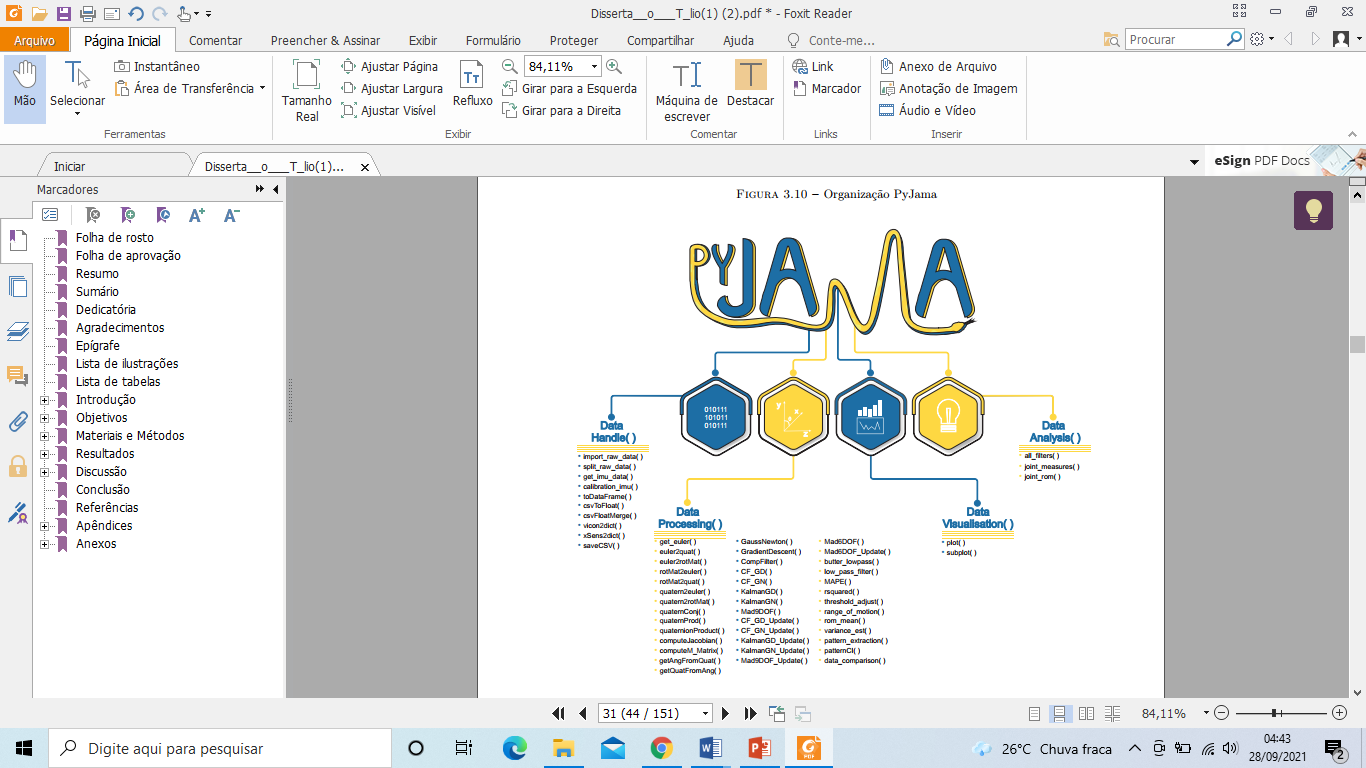 Disserta__o___T_lio(1) (2).pdf * - Foxit Reader
Arquivo
Página Inicial
Comentar
Preencher & Assinar
Exibir
Formulário
Proteger
Compartilhar
Ajuda
Conte-me...
Procurar
Mão
Selecionar
Instantâneo
Área de Transferência
Ferramentas
Tamanho
Real
Ajustar Página
Ajustar Largura
Ajustar Visível
Refluxo
84,11%
Girar para a Esquerda
Girar para a Direita
Exibir
Máquina de
escrever
Destacar
Comentar
Link
Marcador
Links
Anexo de Arquivo
Anotação de Imagem
Áudio e Vídeo
Inserir
Iniciar
Disserta__o___T_lio(1)...
eSign PDF Docs
Marcadores
Folha de rosto
Folha de aprovação
Resumo
Sumário
Dedicatória
Agradecimentos
Epígrafe
Lista de ilustrações
Lista de tabelas
Introdução
Objetivos
Materiais e Métodos
Resultados
Discussão
Conclusão
Referências
Apêndices
Anexos
Figura 3.10 – Organização PyJama
PYJAMA
010111
101011
010111
y
x
z
Data
Handle( )
import_raw_data( )
split_raw_data( )
get_imu_data( )
calibration_imu( )
toDataFrame( )
csvToFloat( )
csvFloatMerge( )
vicon2dict( )
xSens2dict( )
saveCSV( )
Data
Processing( )
get_euler( )
euler2quat( )
euler2rotMat( )
rotMat2euler( )
rotMat2quat( )
quatern2euler( )
quatern2rotMat( )
quaternConj( )
quaternProd( )
quaternionProduct( )
computeJacobian( )
computeM_Matrix( )
getAngFromQuat( )
getQuatFromAng( )
GaussNewton( )
GradientDescent( )
CompFilter( )
CF_GD( )
CF_GN( )
KalmanGD( )
KalmanGN( )
Mad9DOF( )
CF_GD_Update( )
CF_GN_Update( )
KalmanGD_Update( )
KalmanGN_Update( )
Mad9DOF_Update( )
Mad6DOF( )
Mad6DOF_Update( )
butter_lowpass( )
low_pass_filter( )
MAPE( )
rsquared( )
threshold_adjust( )
range_of_motion( )
rom_mean( )
variance_est( )
pattern_extraction( )
patternCI( )
data_comparison( )
Data
Visualisation( )
plot( )
subplot( )
Data
Analysis( )
all_filters( )
joint_measures( )
joint_rom( )
31 (44 / 151)
84,11%
Digite aqui para pesquisar
26°C Chuva fraca
04:43
28/09/2021
2